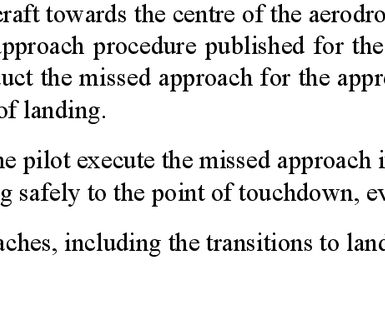 craft towards the centre of the aerodro
approach procedure published for the
uct the missed approach for the appr
of landing.
he pilot execute the missed approach i
g safely to the point of touchdown, ev
aches, including the transitions to land